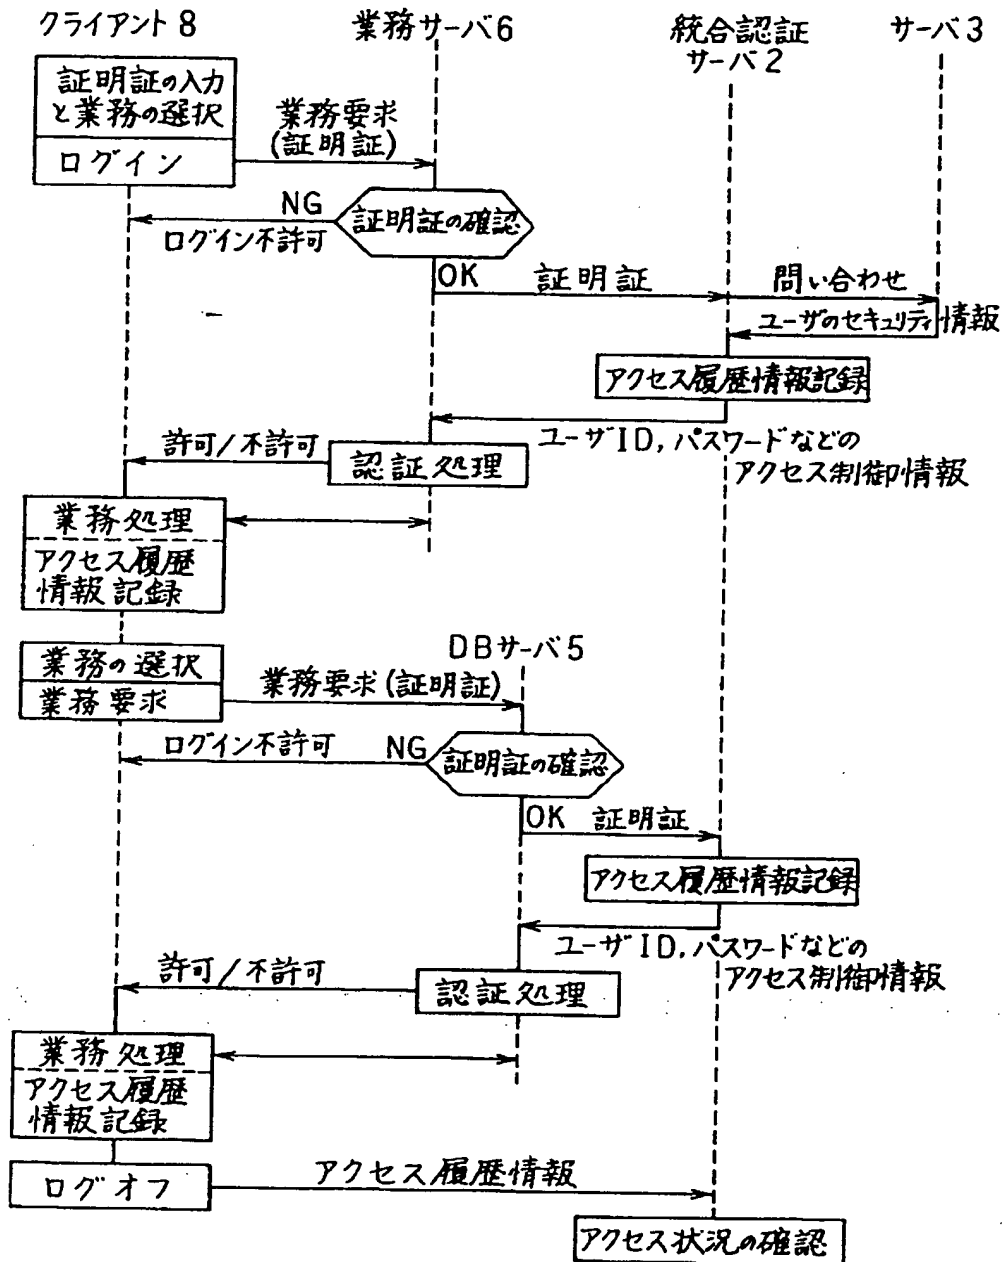 クライアント8
業務サーバ6
統合認証
サーバ2
サーバ3
証明証の入力
と業務の選択
ログイン
業務要求
(証明証)
NG
ログイン不許可
証明証の確認
OK
証明証
問い合わせ
ユーザのセキュリティ情報
アクセス履歴情報記録
ユーザID,パスワードなどの
アクセス制御情報
許可/不許可
認証処理
業務処理
アクセス履歴
情報記録
業務の選択
業務要求
DBサーバ5
業務要求(証明証)
ログイン不許可
NG
証明証の確認
OK
証明証
アクセス履歴情報記録
ユーザID,パスワードなどの
アクセス制御情報
許可/不許可
認証処理
業務処理
アクセス履歴
情報記録
ログオフ
アクセス履歴情報
アクセス状況の確認